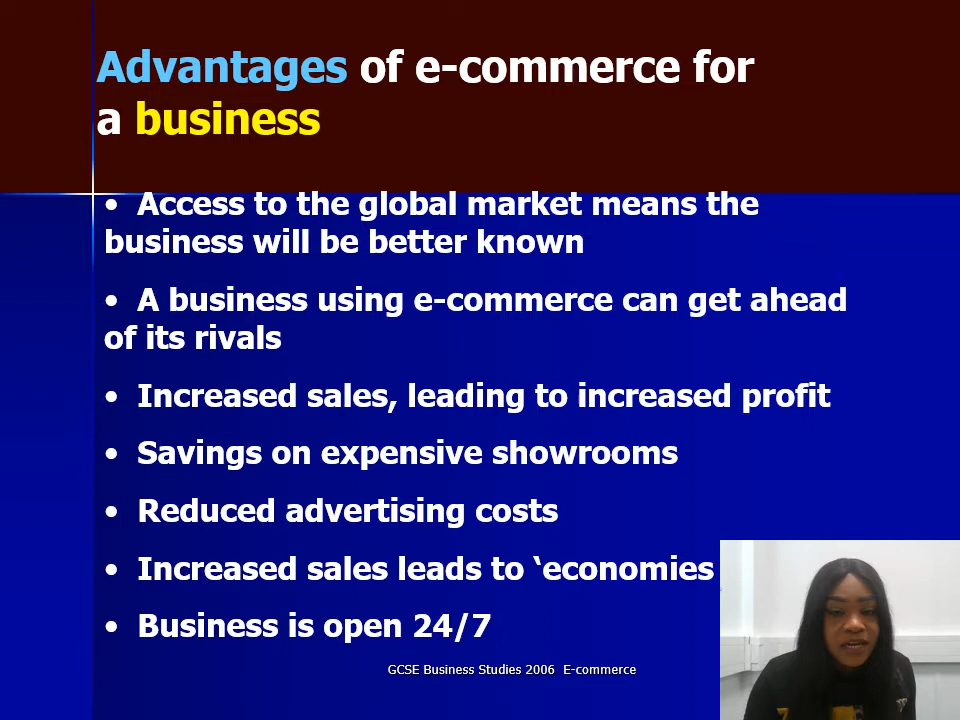 Advantages of e-commerce for
a business
• Access to the global market means the
business will be better known
• A business using e-commerce can get ahead
of its rivals
• Increased sales, leading to increased profit
• Savings on expensive showrooms
• Reduced advertising costs
• Increased sales leads to ‘economies
• Business is open 24/7
GCSE Business Studies 2006 E-commerce